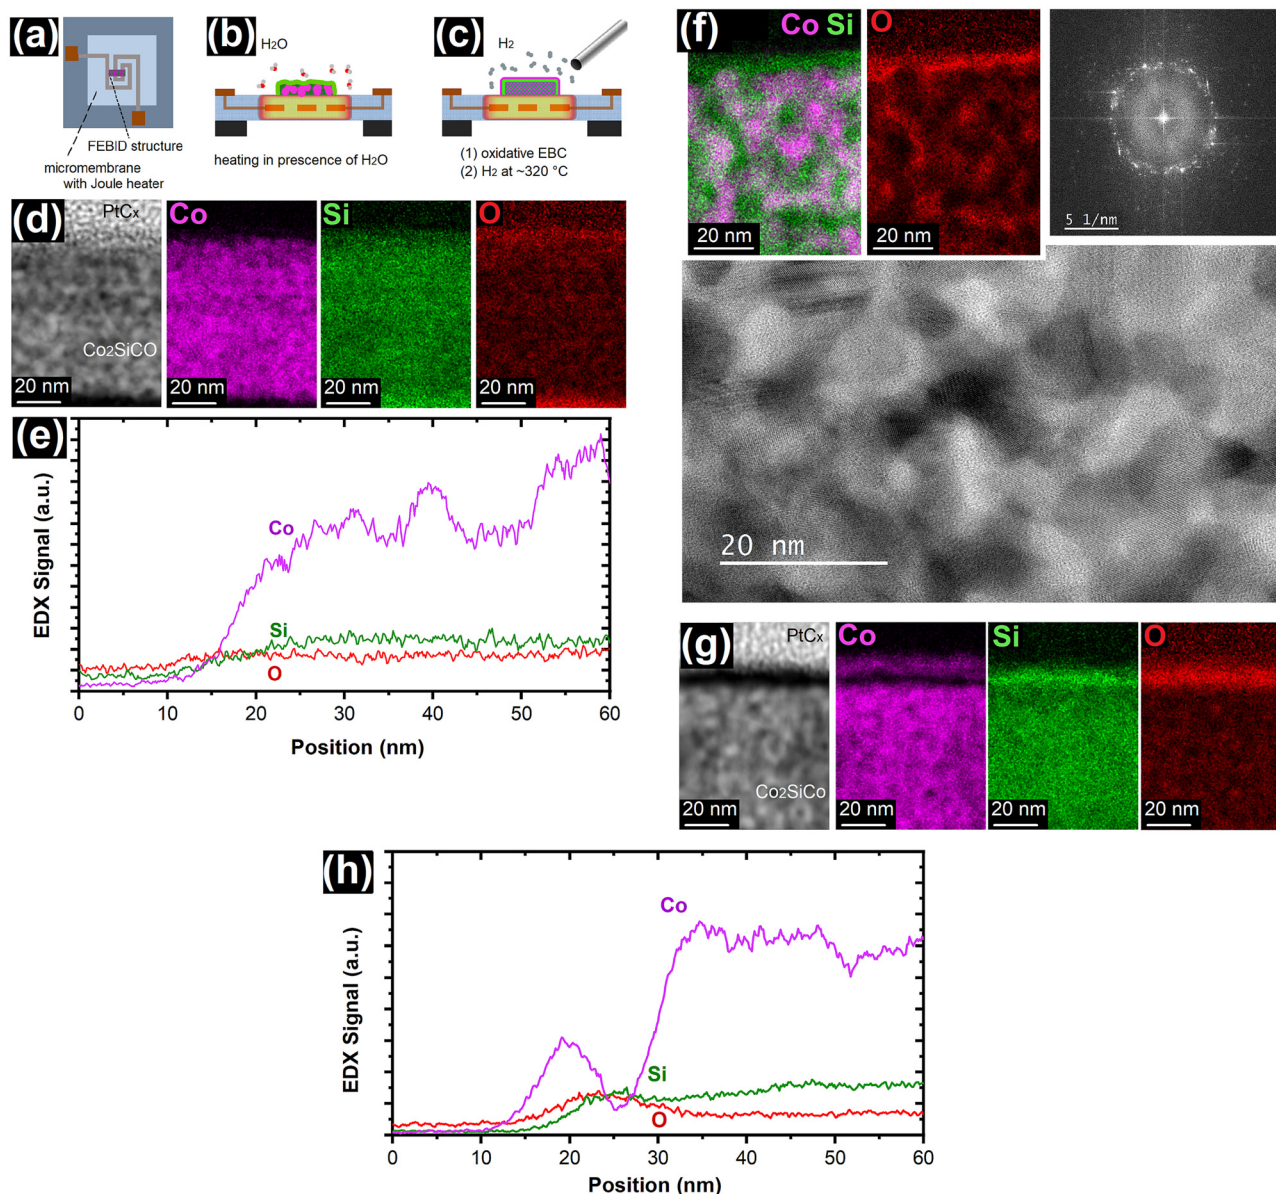 (a)
FEBID structure
micromembrane
with Joule heater
(b)
H2O
heating in prescence of H2O
(c)
H2
(1) oxidative EBC
(2) H2 at ~320 °C
(d)
PtCx
Co2SiCO
20 nm
Co
20 nm
Si
20 nm
O
20 nm
(e)
EDX Signal (a.u.)
Co
Si
O
0 10 20 30 40 50 60
Position (nm)
(f)
Co Si
20 nm
O
20 nm
5 1/nm
20 nm
(g)
PtCx
Co2SiCo
20 nm
Co
20 nm
Si
20 nm
O
20 nm
(h)
EDX Signal (a.u.)
Co
Si
O
0 10 20 30 40 50 60
Position (nm)